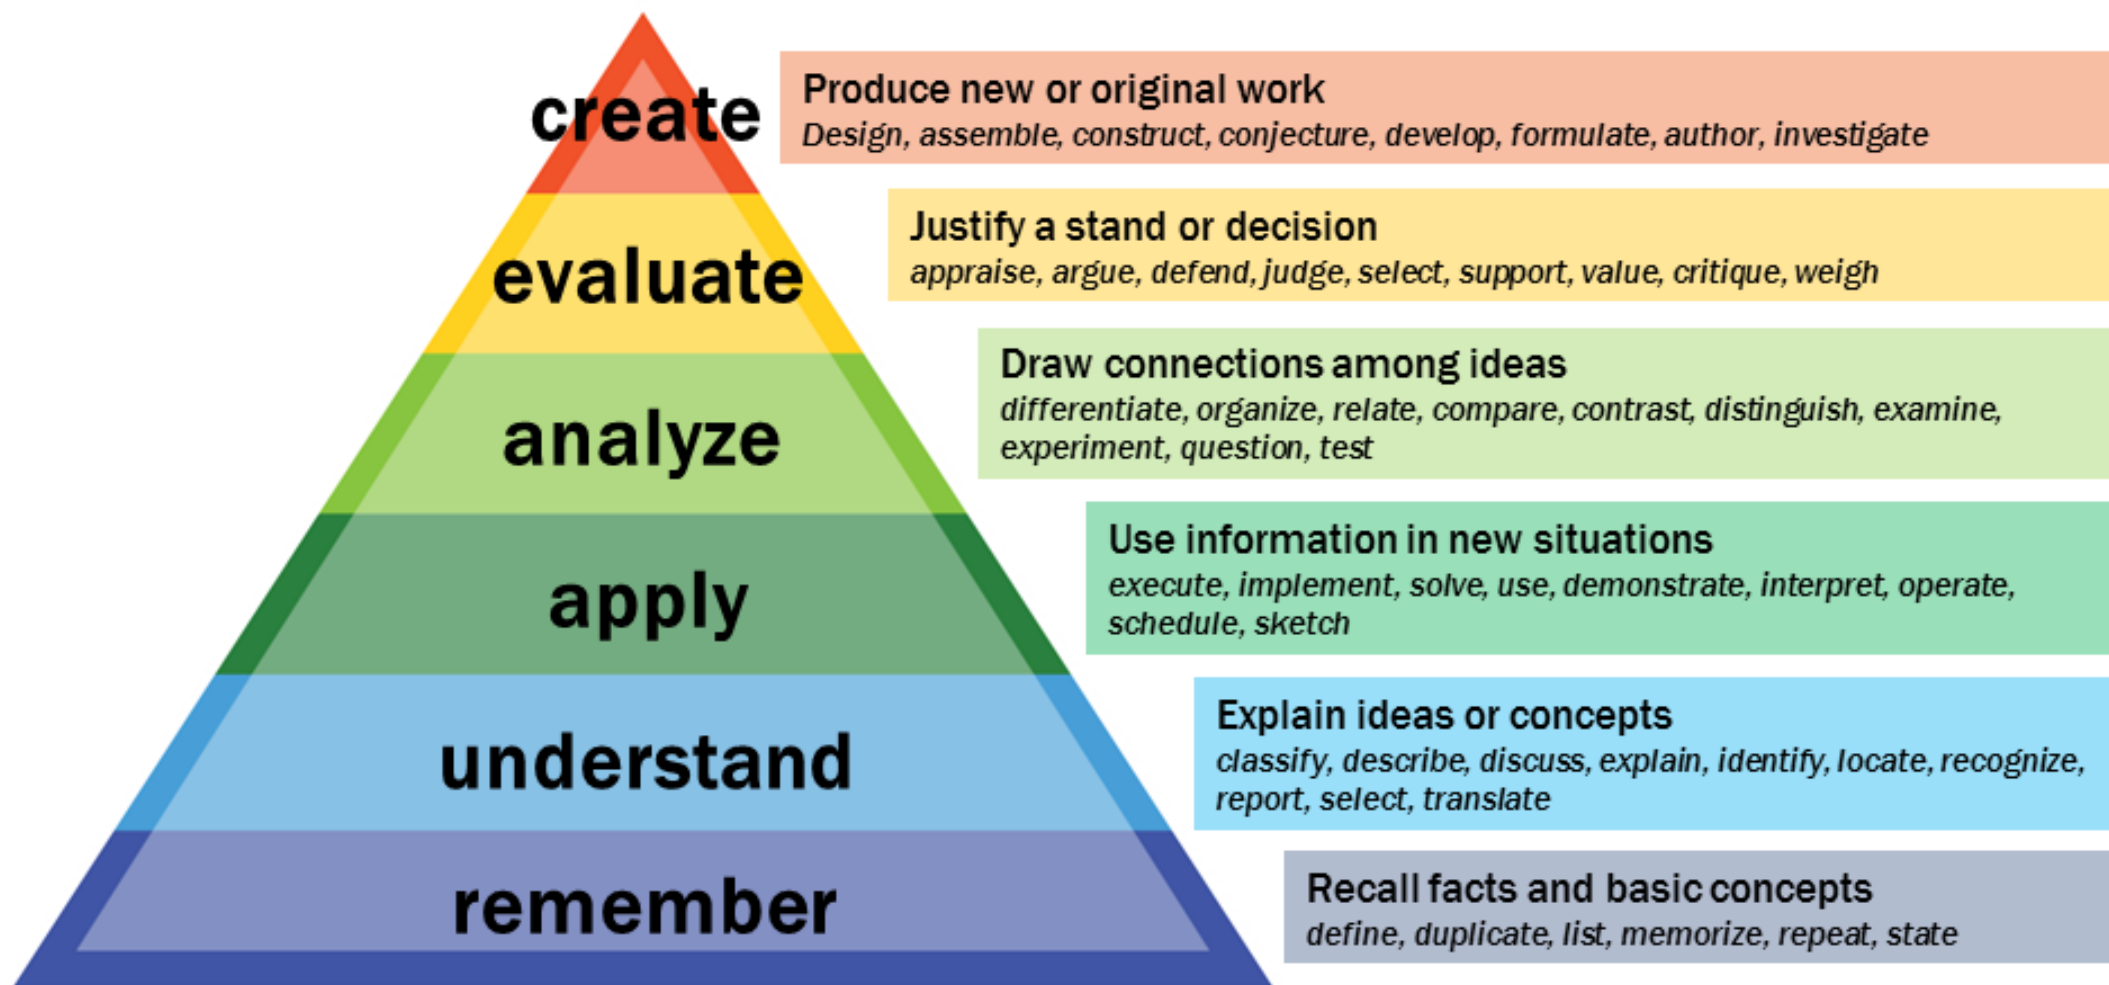 create
Produce new or original work
Design, assemble, construct, conjecture, develop, formulate, author, investigate
evaluate
Justify a stand or decision
appraise, argue, defend, judge, select, support, value, critique, weigh
analyze
Draw connections among ideas
differentiate, organize, relate, compare, contrast, distinguish, examine,
experiment, question, test
apply
Use information in new situations
execute, implement, solve, use, demonstrate, interpret, operate,
schedule, sketch
understand
Explain ideas or concepts
classify, describe, discuss, explain, identify, locate, recognize,
report, select, translate
remember
Recall facts and basic concepts
define, duplicate, list, memorize, repeat, state